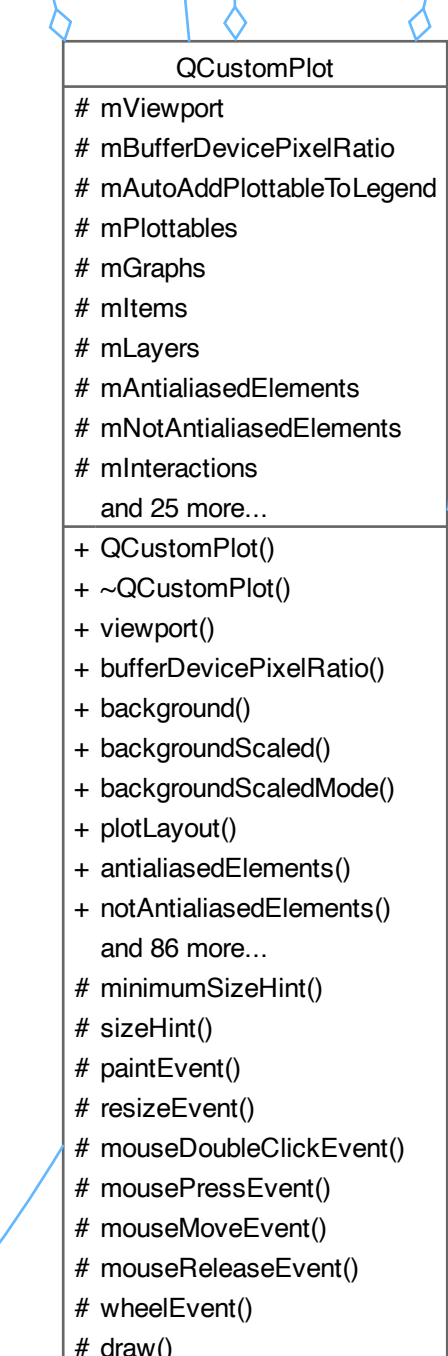 QCustomPlot
# mViewport
# mBufferDevicePixelRatio
# mAutoAddPlottableToLegend
# mPlottables
# mGraphs
# mItems
# mLayers
# mAntialiasedElements
# mNotAntialiasedElements
# mInteractions
and 25 more...
+ QCustomPlot()
+ ~QCustomPlot()
+ viewport()
+ bufferDevicePixelRatio()
+ background()
+ backgroundScaled()
+ backgroundScaledMode()
+ plotLayout()
+ antialiasedElements()
+ notAntialiasedElements()
and 86 more...
# minimumSizeHint()
# sizeHint()
# paintEvent()
# resizeEvent()
# mouseDoubleClickEvent()
# mousePressEvent()
# mouseMoveEvent()
# mouseReleaseEvent()
# wheelEvent()
# draw()